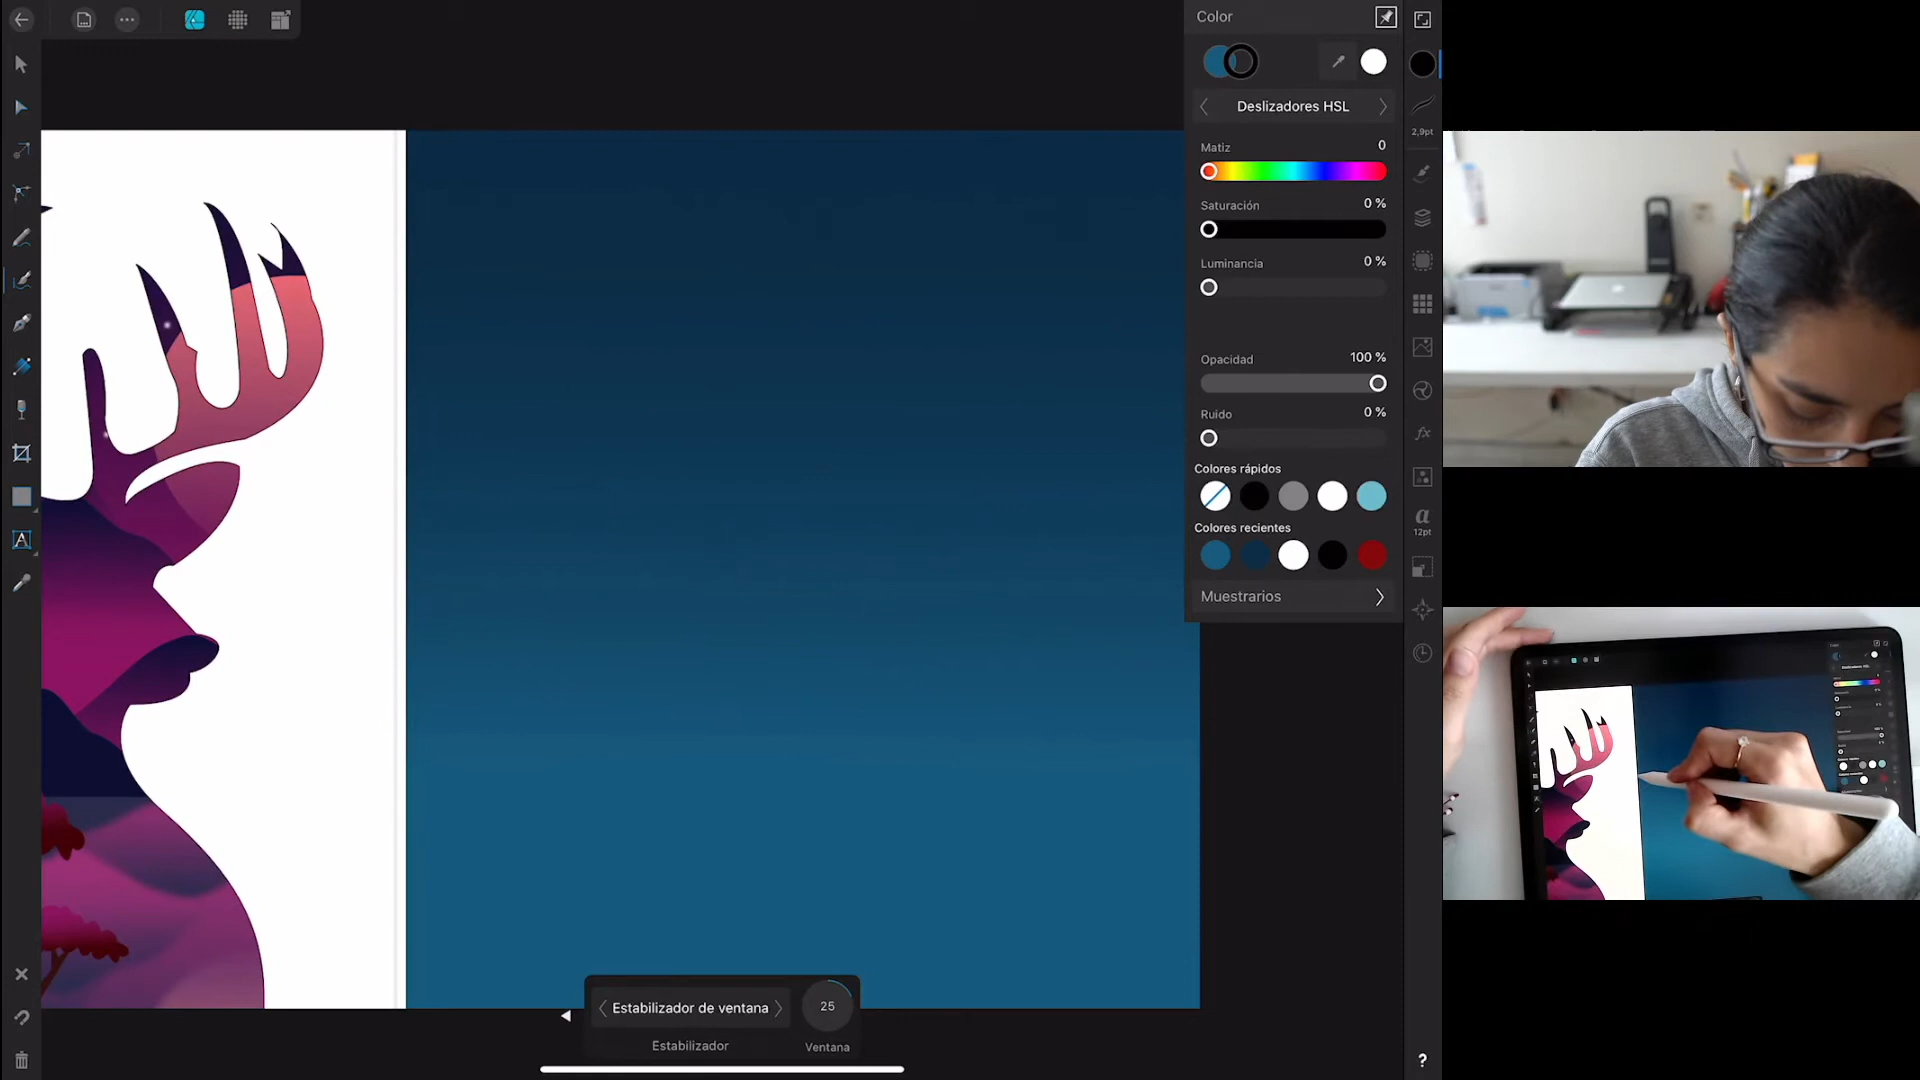 Color
Deslizadores HSL
Matiz
0
Saturación
0 %
Luminancia
0 %
Opacidad
100 %
Ruido
0 %
Colores rápidos
Colores recientes
Muestrarios
2,9pt
fx
a
12pt
?
A
Estabilizador de ventana
25
Estabilizador
Ventana